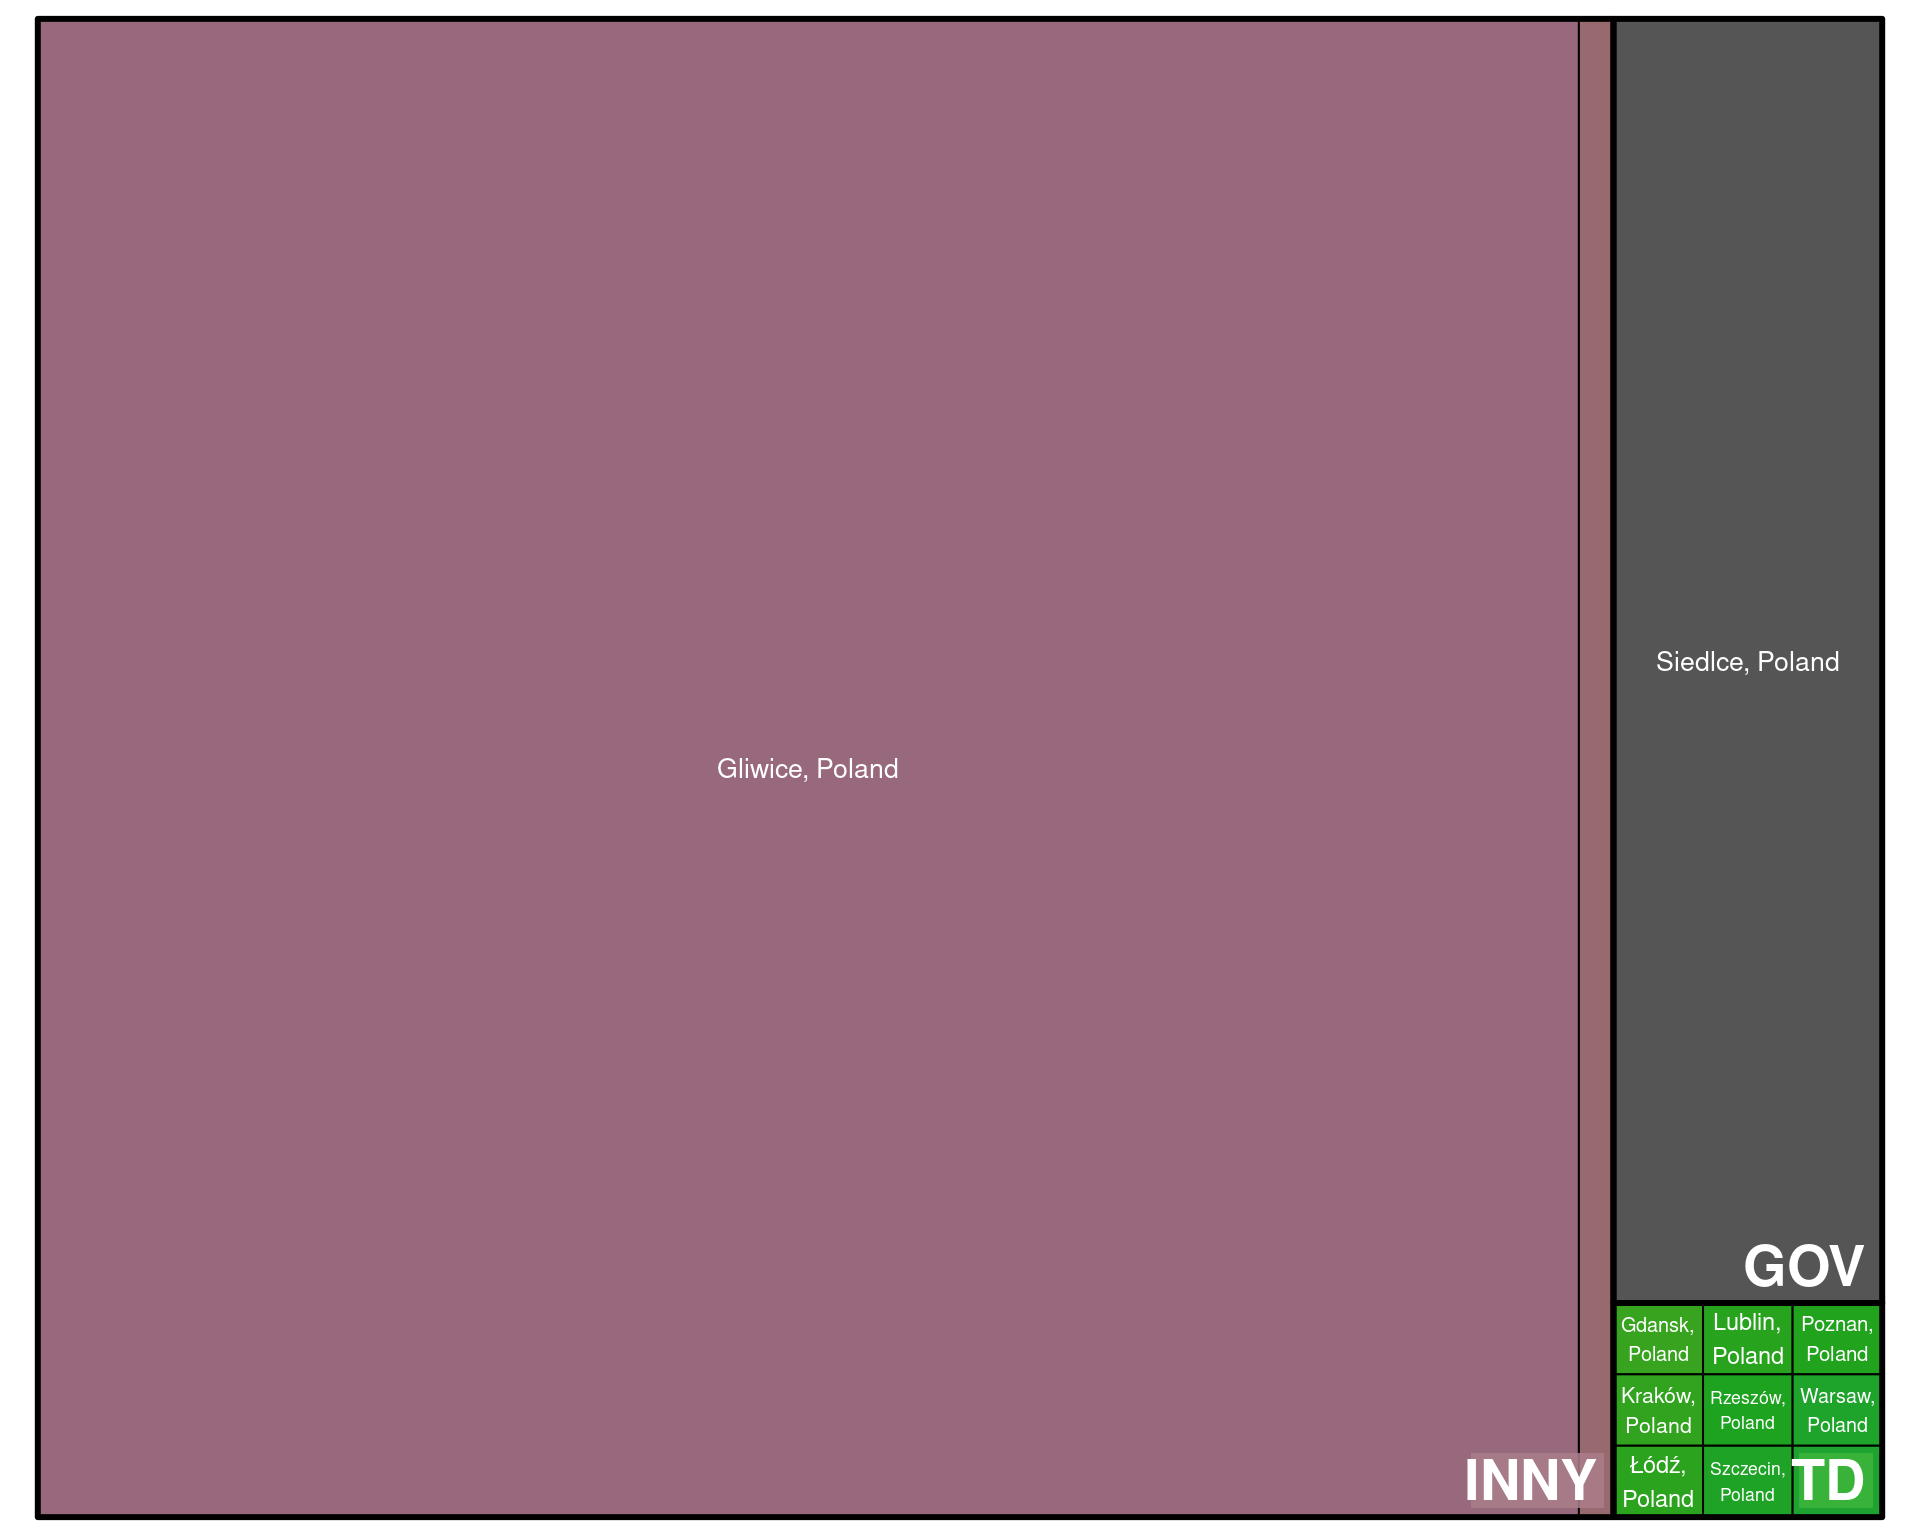 Gliwice, Poland
INNY
Siedlce, Poland
GOV
Gdansk,
Poland
Lublin,
Poland
Poznan,
Poland
Kraków,
Poland
Rzeszów,
Poland
Warsaw,
Poland
Łódź,
Poland
Szczecin,
Poland
TD